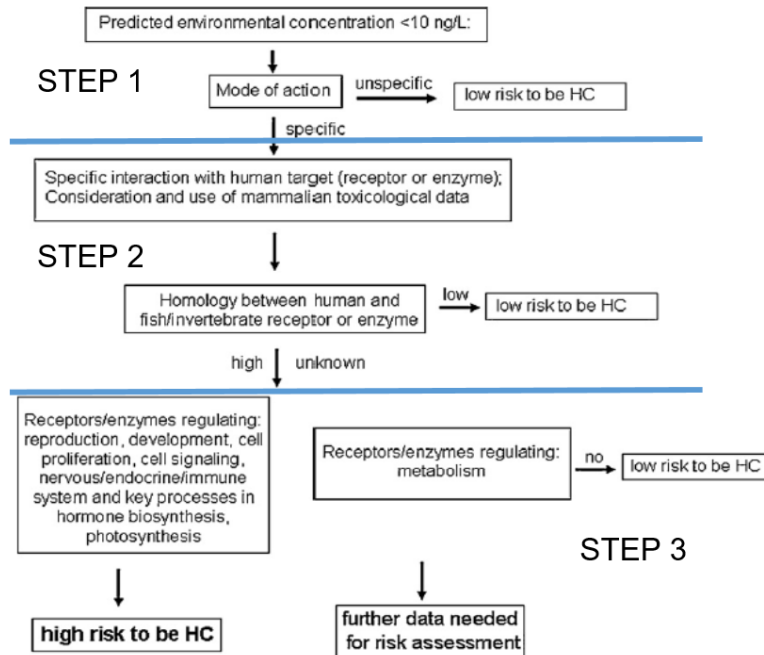 Predicted environmental concentration <10 ng/L:
STEP 1
Mode of action
unspecific
low risk to be HC
specific
Specific interaction with human target (receptor or enzyme);
Consideration and use of mammalian toxicological data
STEP 2
Homology between human and
fish/invertebrate receptor or enzyme
low
low risk to be HC
high
unknown
Receptors/enzymes regulating:
reproduction, development, cell
proliferation, cell signaling,
nervous/endocrine/immune
system and key processes in
hormone biosynthesis,
photosynthesis
Receptors/enzymes regulating:
metabolism
no
low risk to be HC
STEP 3
high risk to be HC
further data needed
for risk assessment